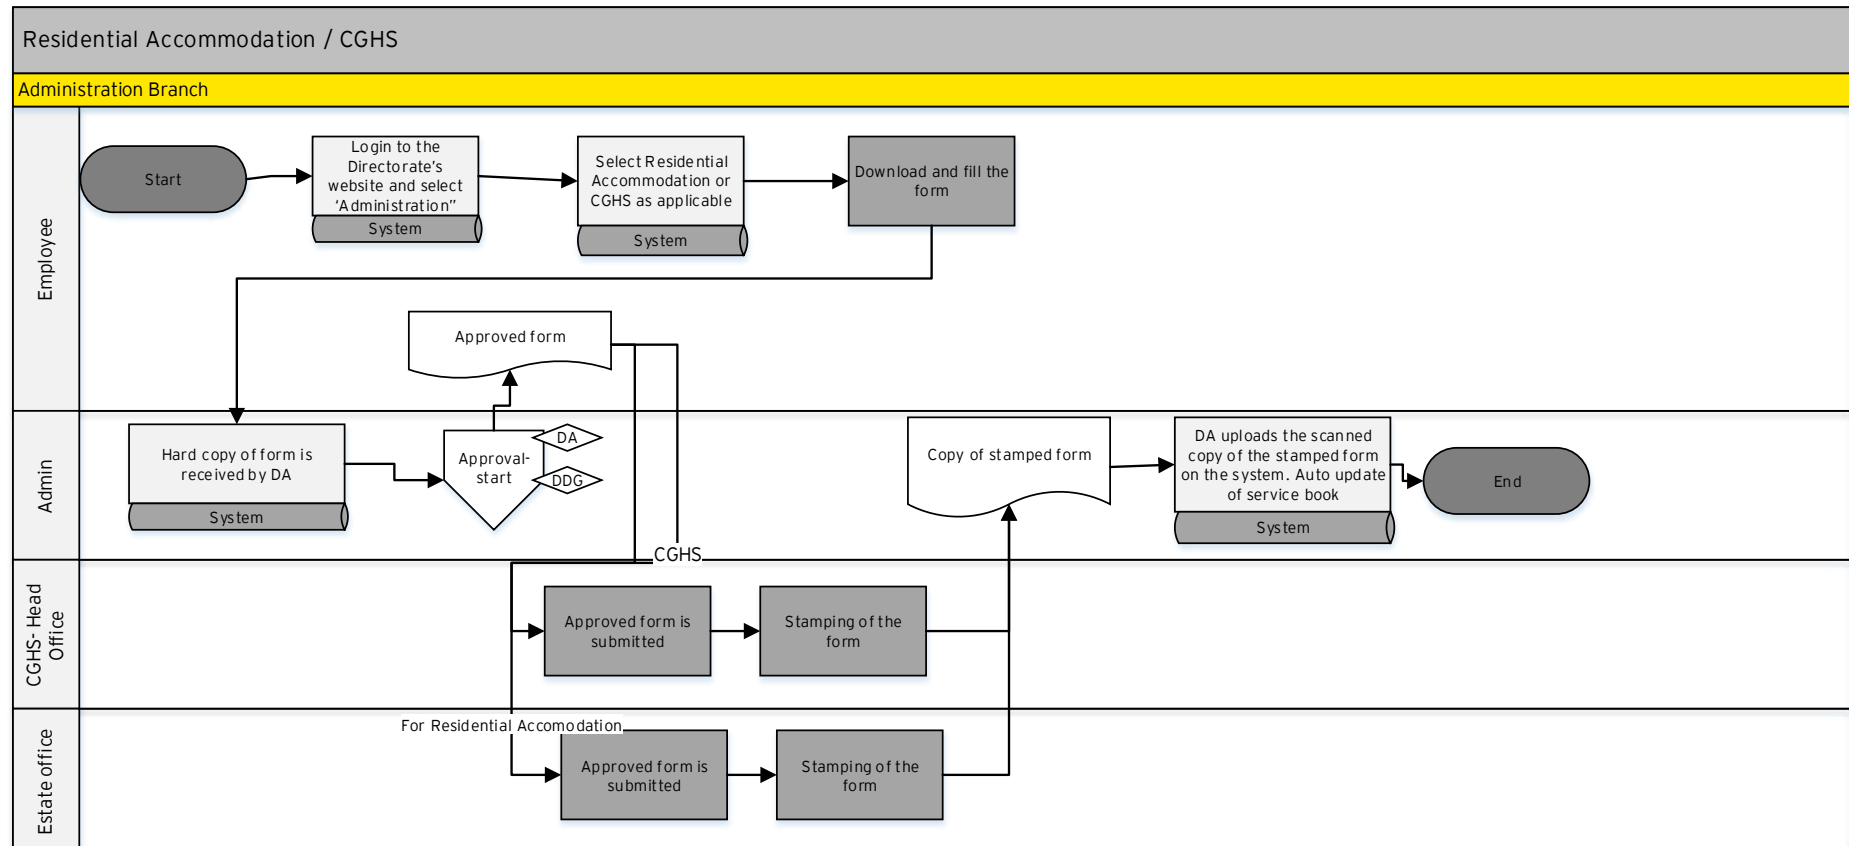 Residential Accommodation / CGHS
Administration Branch
Employee
Start
Login to the
Directorate's
website and select
'Administration"
System
Select Residential
Accommodation or
CGHS as applicable
System
Download and fill the
form
Approved form
Admin
Hard copy of form is
received by DA
System
Approval-
start
DA
DDG
Copy of stamped form
DA uploads the scanned
copy of the stamped form
on the system. Auto update
of service book
System
End
CGHS
CGHS- Head
Office
Approved form is
submitted
Stamping of the
form
For Residential Accomodation
Estate office
Approved form is
submitted
Stamping of the
form